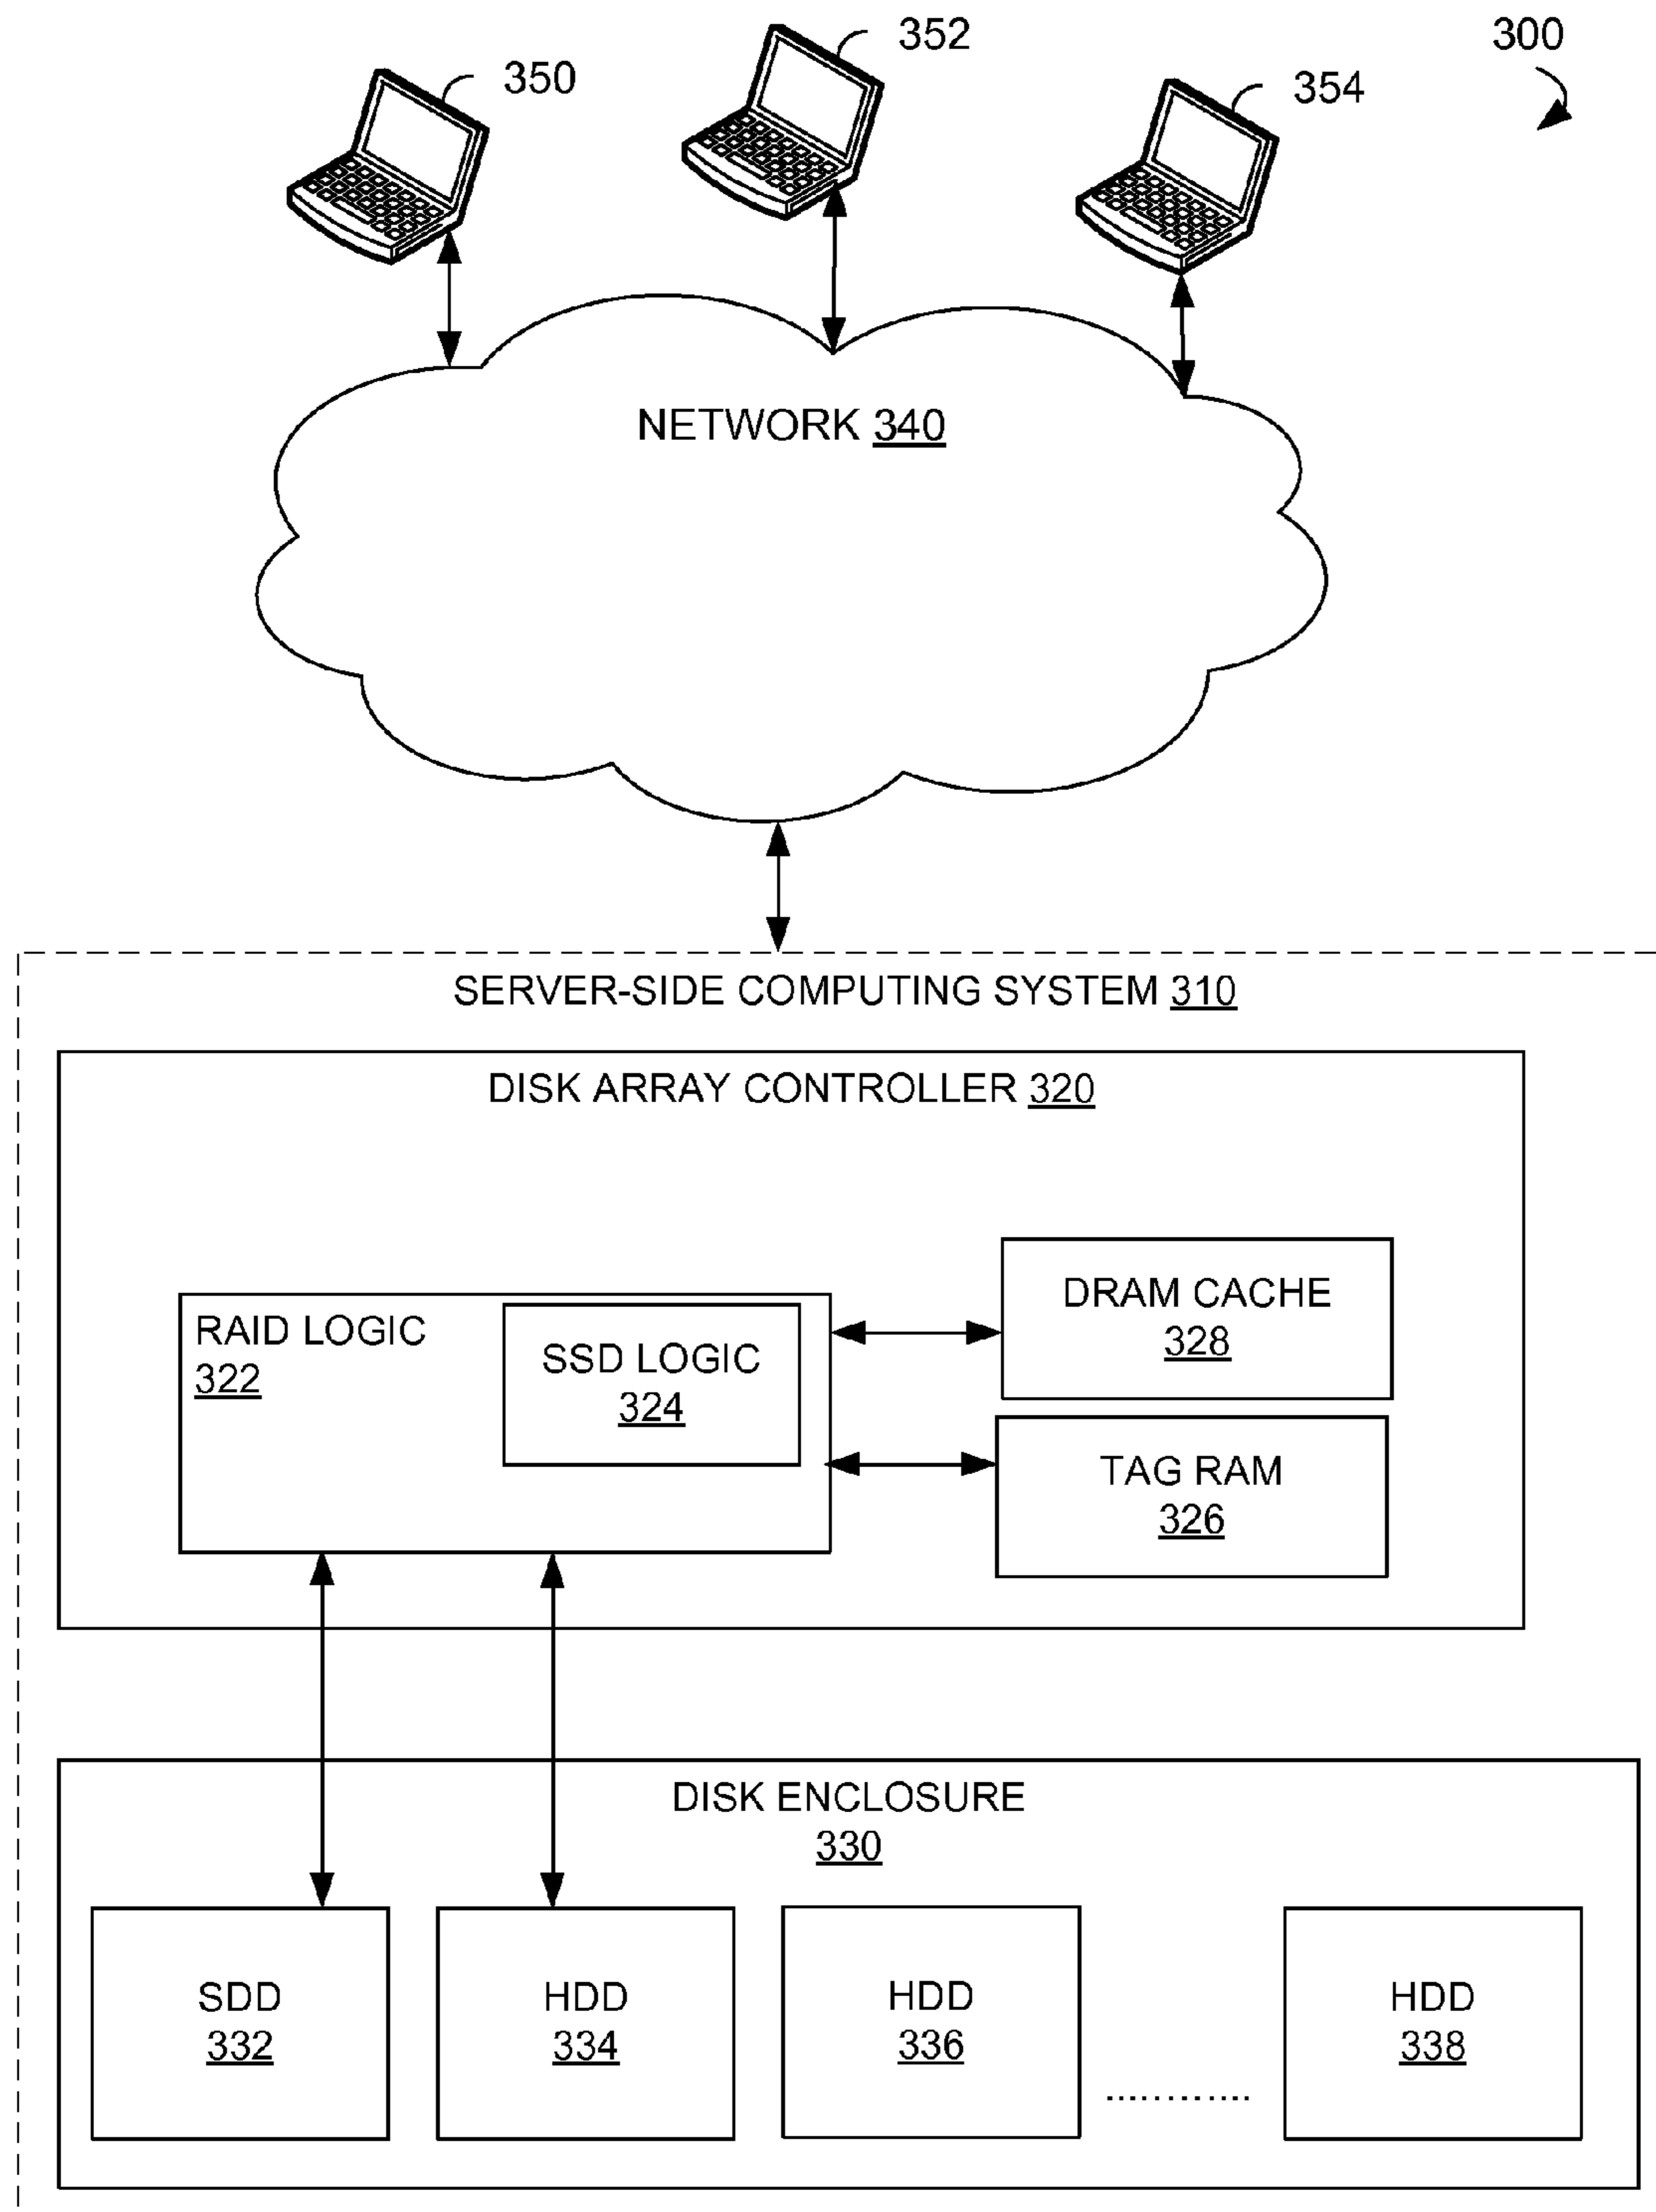 352
300
350
354
NETWORK 340
SERVER-SIDE COMPUTING SYSTEM 310
DISK ARRAY CONTROLLER 320
RAID LOGIC
322
SSD LOGIC
324
DRAM CACHE
328
TAG RAM
326
DISK ENCLOSURE
330
SDD
332
HDD
334
HDD
336
............
HDD
338